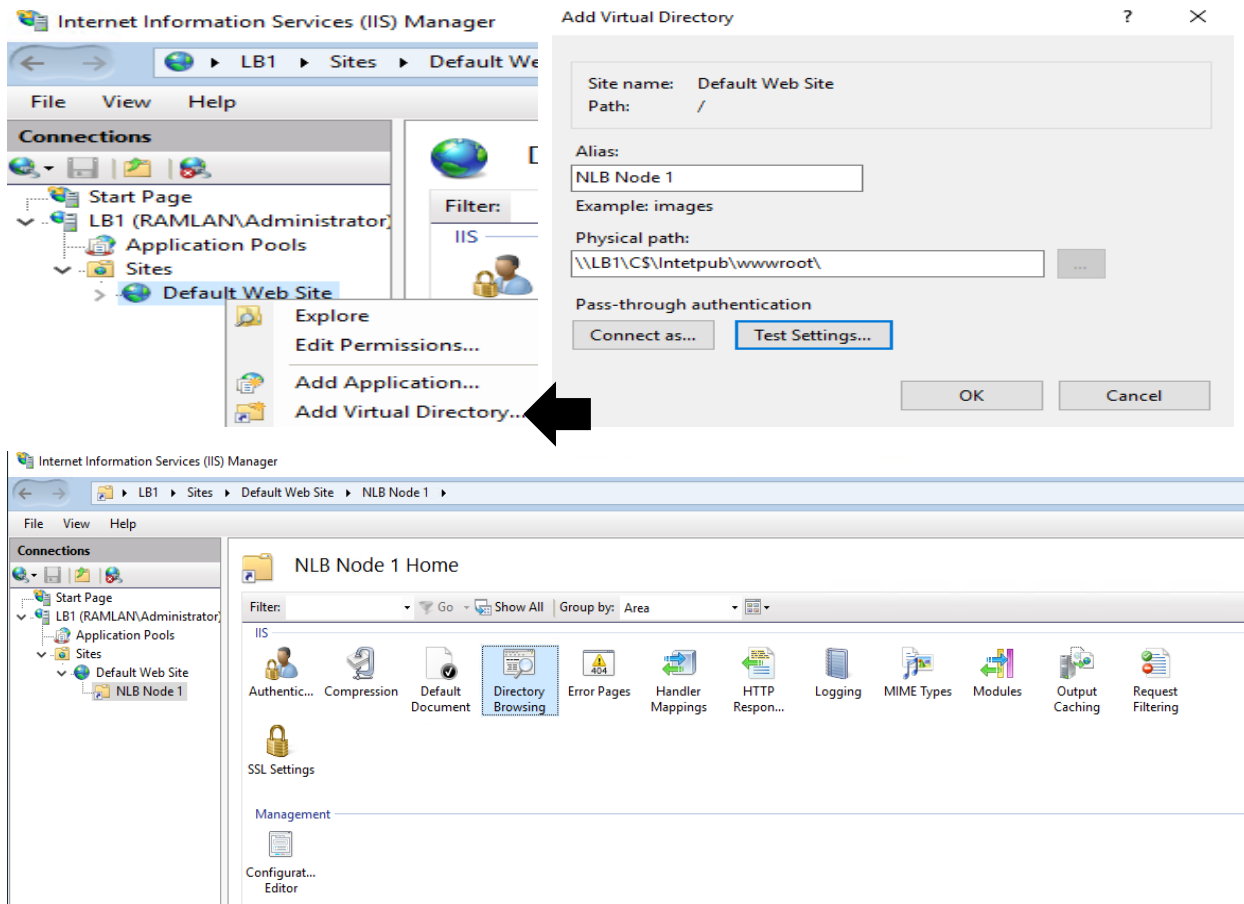 Internet Information Services (IIS) Manager
LB1 Sites Default We
File View Help
Connections
Start Page
LB1 (RAMLAN\Administrator)
Application Pools
Sites
Default Web Site
Filter:
IIS
Explore
Edit Permissions...
Add Application...
Add Virtual Directory...
Add Virtual Directory
?
Site name: Default Web Site
Path: /
Alias:
NLB Node 1
Example: images
Physical path:
\\LB1\C$\Intetpub\wwwroot\
...
Pass-through authentication
Connect as... Test Settings...
OK Cancel
Internet Information Services (IIS) Manager
LB1 Sites Default Web Site NLB Node 1
File View Help
Connections
Start Page
LB1 (RAMLAN\Administrator)
Application Pools
Sites
Default Web Site
NLB Node 1
NLB Node 1 Home
Filter: Go Show All Group by: Area
IIS
Authentic... Compression Default Directory Error Pages Handler HTTP Logging MIME Types Modules Output Request
Document Browsing Mappings Respon... Caching Filtering
SSL Settings
Management
Configurat...
Editor